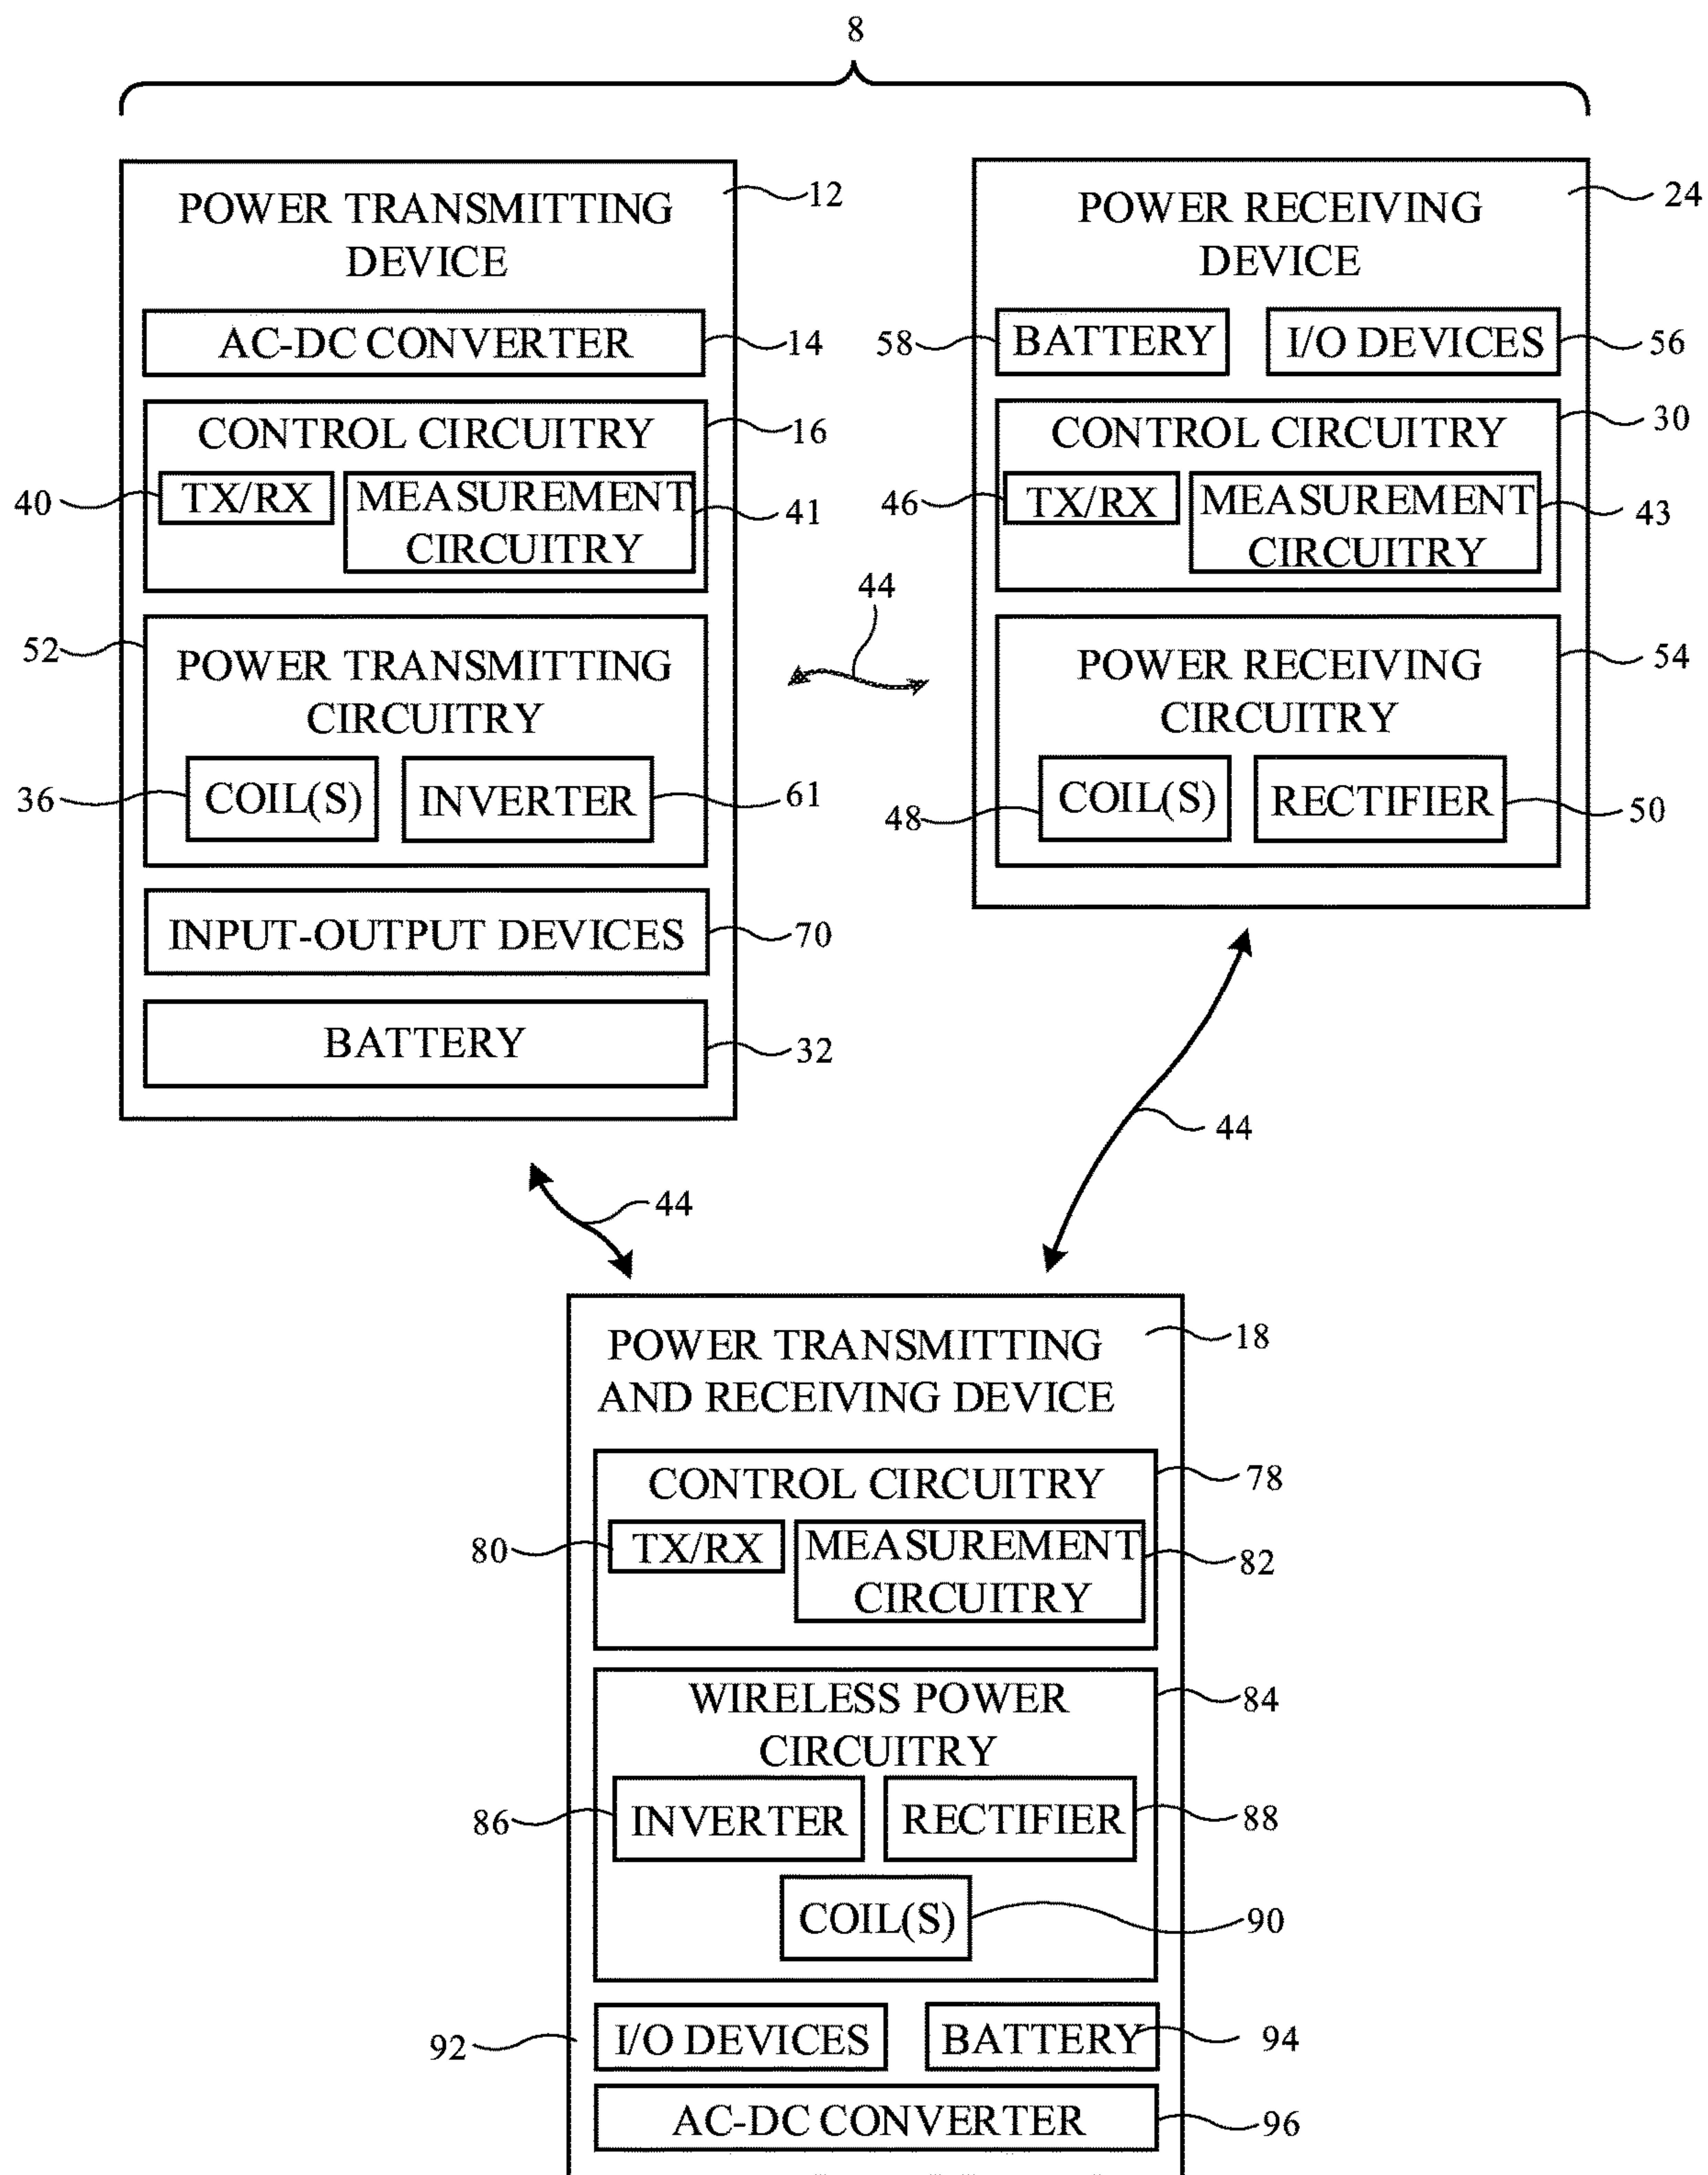 8
POWER TRANSMITTING
DEVICE
12
AC-DC CONVERTER
14
CONTROL CIRCUITRY
16
40
TX/RX
MEASUREMENT
CIRCUITRY
41
52
POWER TRANSMITTING
CIRCUITRY
36
COIL(S)
INVERTER
61
INPUT-OUTPUT DEVICES
70
BATTERY
32
44
POWER RECEIVING
DEVICE
24
58
BATTERY
I/O DEVICES
56
CONTROL CIRCUITRY
30
46
TX/RX
MEASUREMENT
CIRCUITRY
43
POWER RECEIVING
CIRCUITRY
54
48
COIL(S)
RECTIFIER
50
44
44
POWER TRANSMITTING
AND RECEIVING DEVICE
18
CONTROL CIRCUITRY
78
80
TX/RX
MEASUREMENT
CIRCUITRY
82
WIRELESS POWER
CIRCUITRY
84
86
INVERTER
RECTIFIER
88
COIL(S)
90
92
I/O DEVICES
BATTERY
94
AC-DC CONVERTER
96